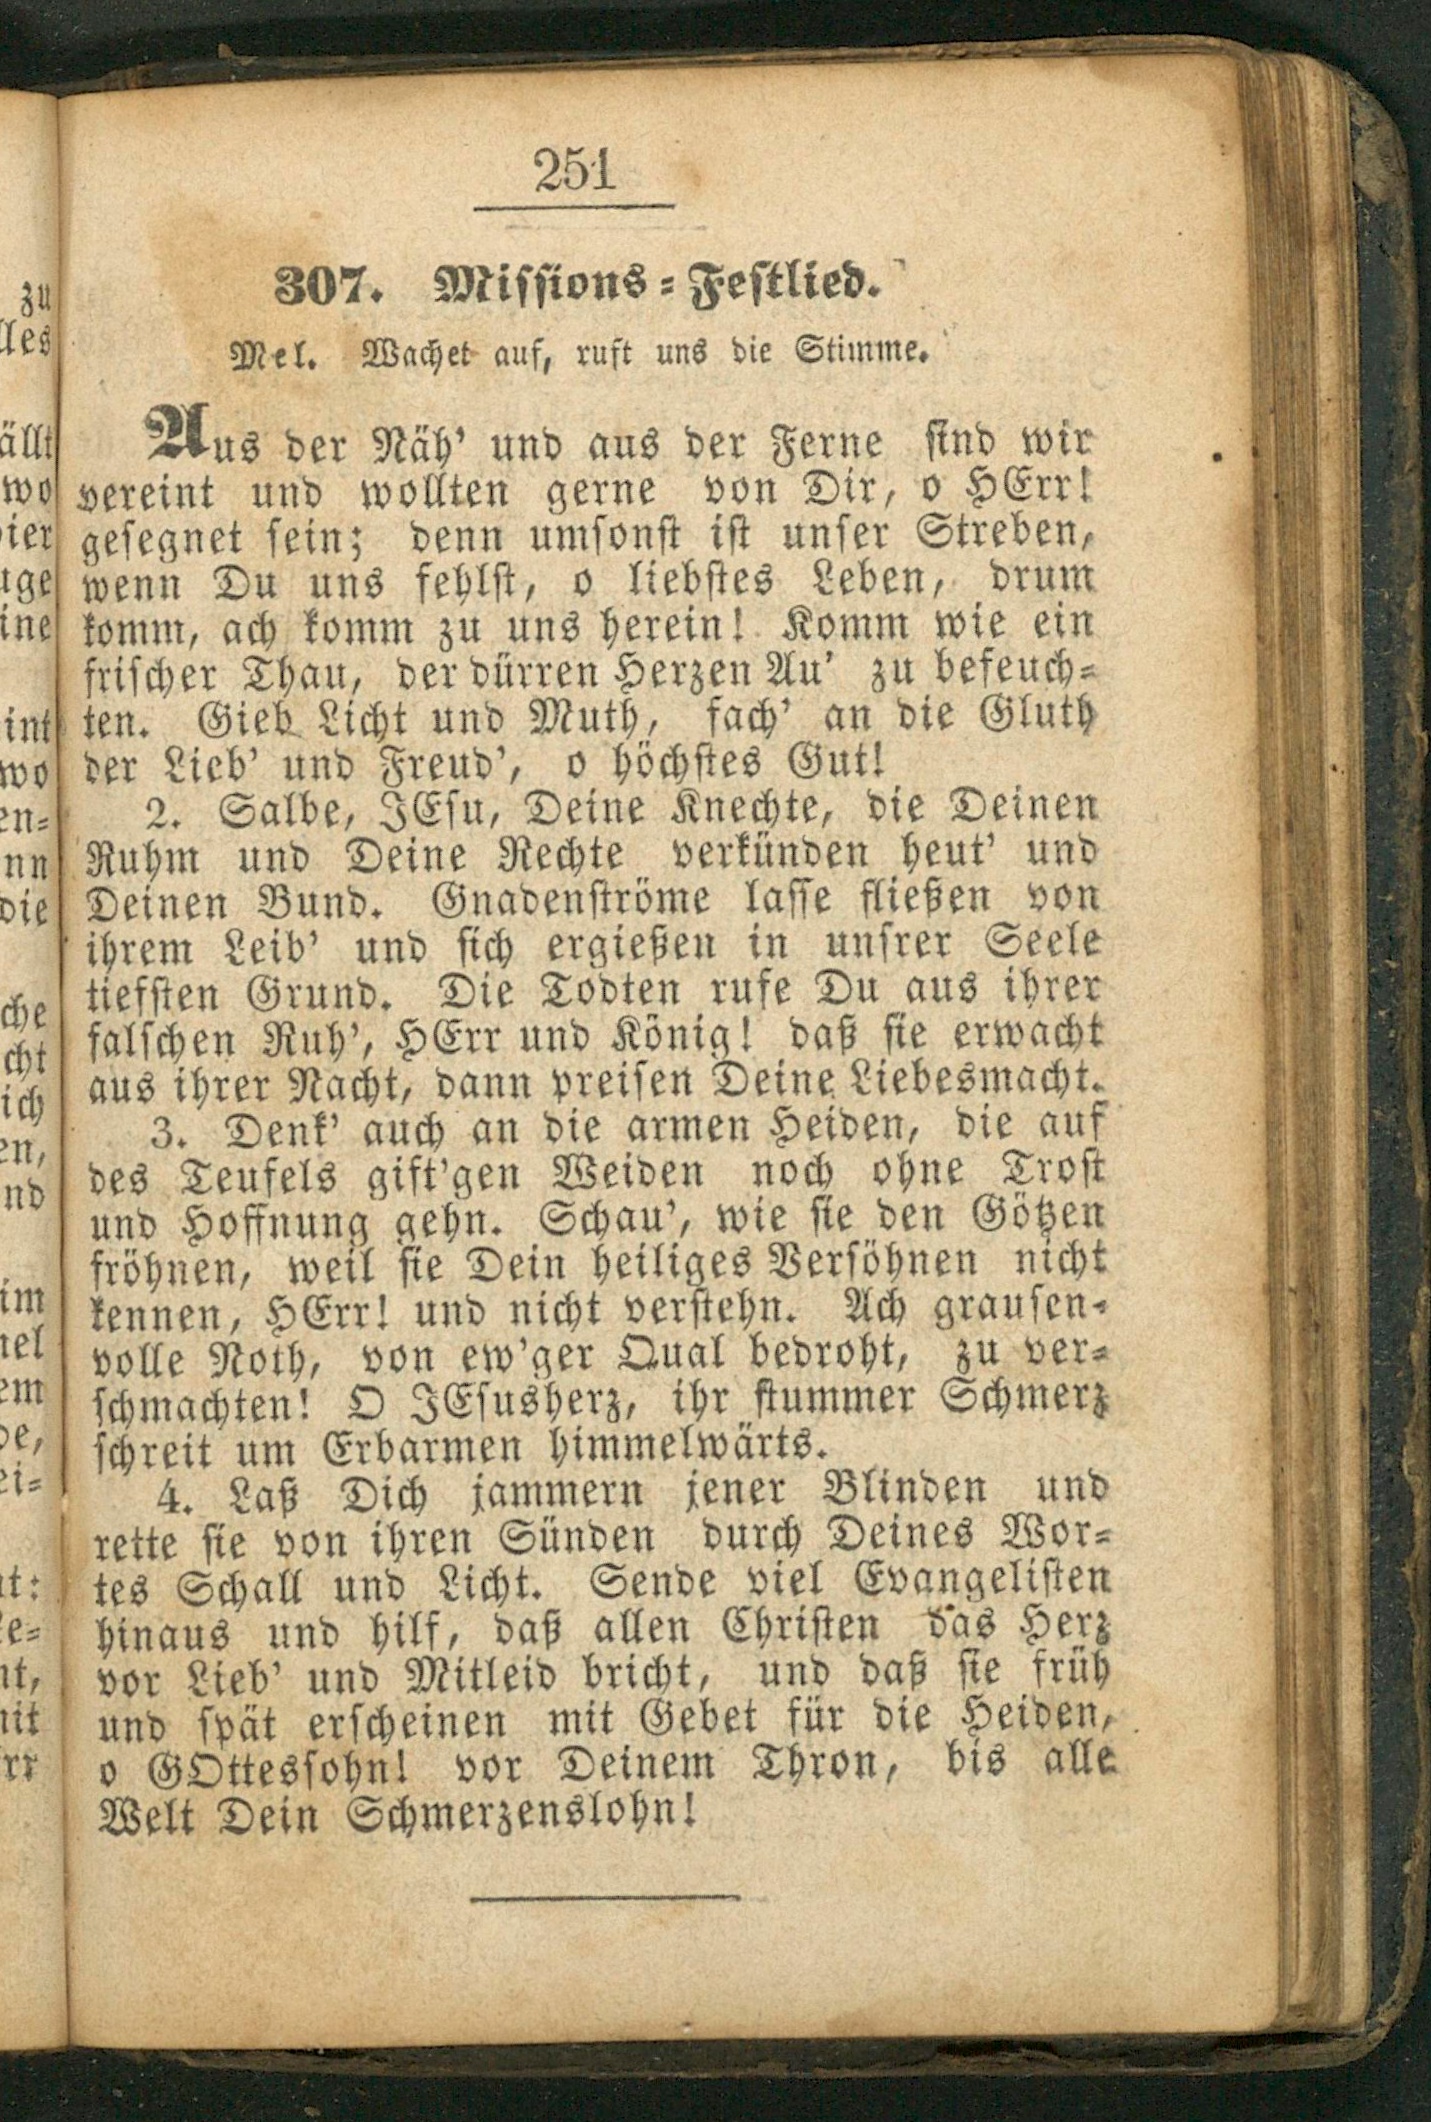 251
307. Missions-Festlied.
Mel. Wachet auf, ruft uns die Stimme.
Aus der Näh' und aus der Ferne sind wir
vereint und wollten gerne von Dir, o HErr!
gesegnet sein; denn umsonst ist unser Streben,
wenn Du uns fehlst, o liebstes Leben, drum
komm, ach komm zu uns herein! Komm wie ein
frischer Thau, der dürren Herzen Au' zu befeuch-
ten. Gieb Licht und Muth, fach' an die Gluth
der Lieb' und Freud', o höchstes Gut!
2. Salbe, JEsu, Deine Knechte, die Deinen
Ruhm und Deine Rechte verkünden heut' und
Deinen Bund. Gnadenströme lasse fließen von
ihrem Leib' und sich ergießen in unsrer Seele
tiefsten Grund. Die Todten rufe Du aus ihrer
falschen Ruh', HErr und König! daß sie erwacht
aus ihrer Nacht, dann preisen Deine Liebesmacht.
3. Denk' auch an die armen Heiden, die auf
des Teufels gift'gen Weiden noch ohne Trost
und Hoffnung gehn. Schau', wie sie den Götzen
fröhnen, weil sie Dein heiliges Versöhnen nicht
kennen, HErr! und nicht verstehn. Ach grausen-
volle Noth, von ew'ger Qual bedroht, zu ver-
schmachten! O JEsusherz, ihr stummer Schmerz
schreit um Erbarmen himmelwärts.
4. Laß Dich jammern jener Blinden und
rette sie von ihren Sünden durch Deines Wor-
tes Schall und Licht. Sende viel Evangelisten
hinaus und hilf, daß allen Christen das Herz
vor Lieb' und Mitleid bricht, und daß sie früh
und spät erscheinen mit Gebet für die Heiden,
o GOttessohn! vor Deinem Thron, bis alle
Welt Dein Schmerzenslohn!